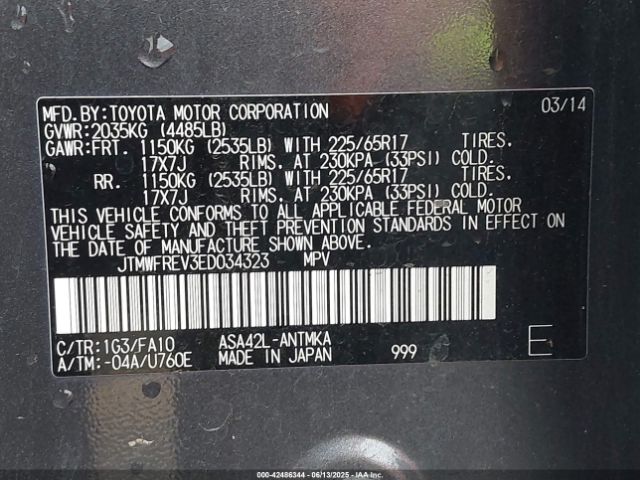 MFD.BY:TOYOTA MOTOR CORPORATION 03/14
GVWR:2035KG (4485LB)
GAWR:FRT. 1150KG (2535LB) WITH 225/65R17 TIRES.
17X7J RIMS. AT 230KPA (33PSI) COLD.
RR. 1150KG (2535LB) WITH 225/65R17 TIRES.
17X7J RIMS. AT 230KPA (33PSI) COLD.
THIS VEHICLE CONFORMS TO ALL APPLICABLE FEDERAL MOTOR
VEHICLE SAFETY AND THEFT PREVENTION STANDARDS IN EFFECT ON
THE DATE OF MANUFACTURE SHOWN ABOVE.
JTMWFREV3ED034323 MPV
C/TR:1G3/FA10 ASA42L-ANTMKA
A/TM:-04A/U760E MADE IN JAPAN 999 E
000-42486344 - 06/13/2025 - IAAI.COM